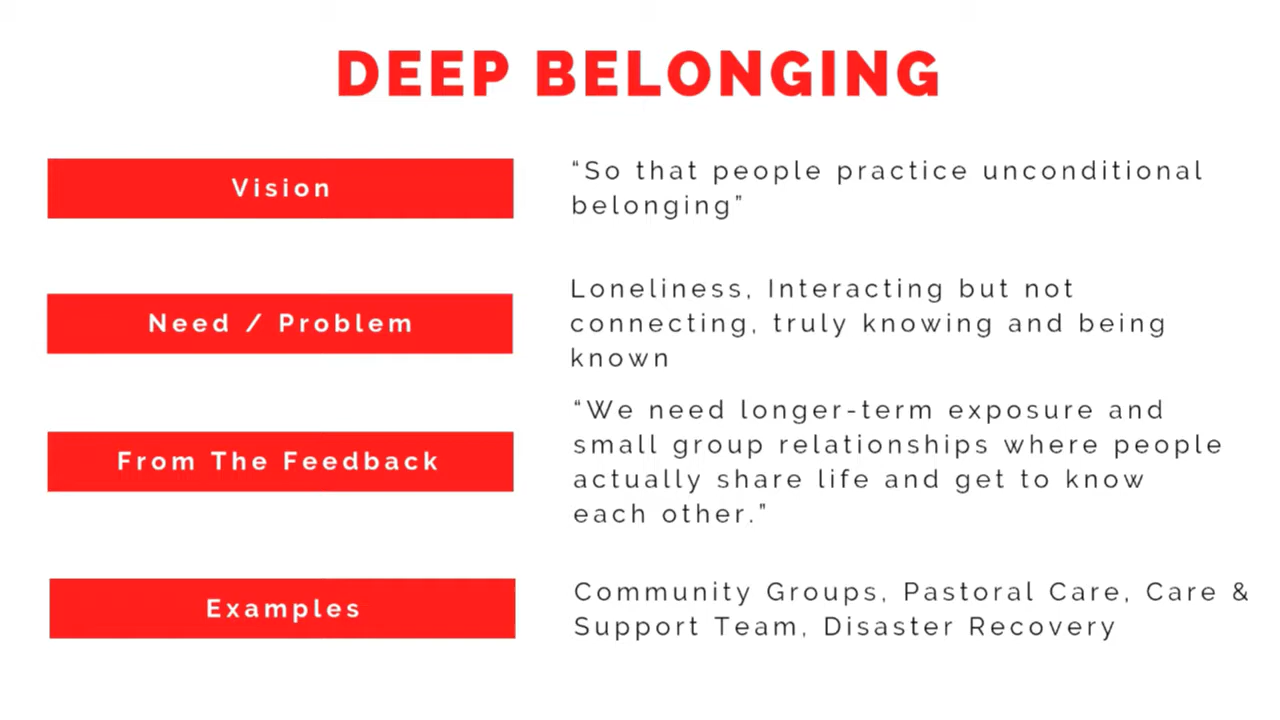 DEEP BELONGING
Vision
“So that people practice unconditional
belonging”
Need / Problem
Loneliness, Interacting but not
connecting, truly knowing and being
known
From The Feedback
“We need longer-term exposure and
small group relationships where people
actually share life and get to know
each other.”
Examples
Community Groups, Pastoral Care, Care &
Support Team, Disaster Recovery